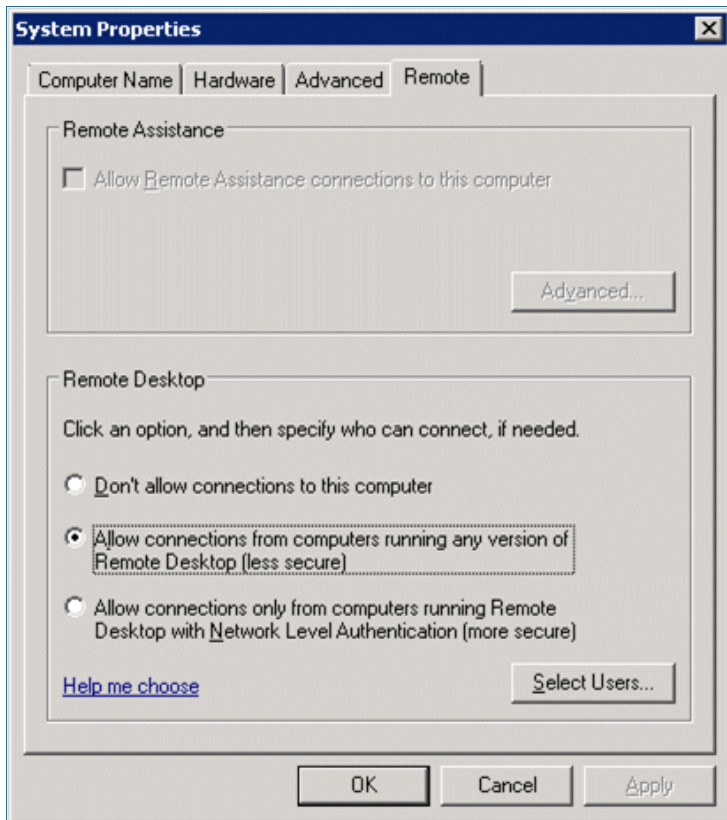 System Properties
Computer Name
Hardware
Advanced
Remote
Remote Assistance
Allow Remote Assistance connections to this computer
Advanced...
Remote Desktop
Click an option, and then specify who can connect, if needed.
Don't allow connections to this computer
Allow connections from computers running any version of
Remote Desktop (less secure)
Allow connections only from computers running Remote
Desktop with Network Level Authentication (more secure)
Help me choose
Select Users...
OK
Cancel
Apply